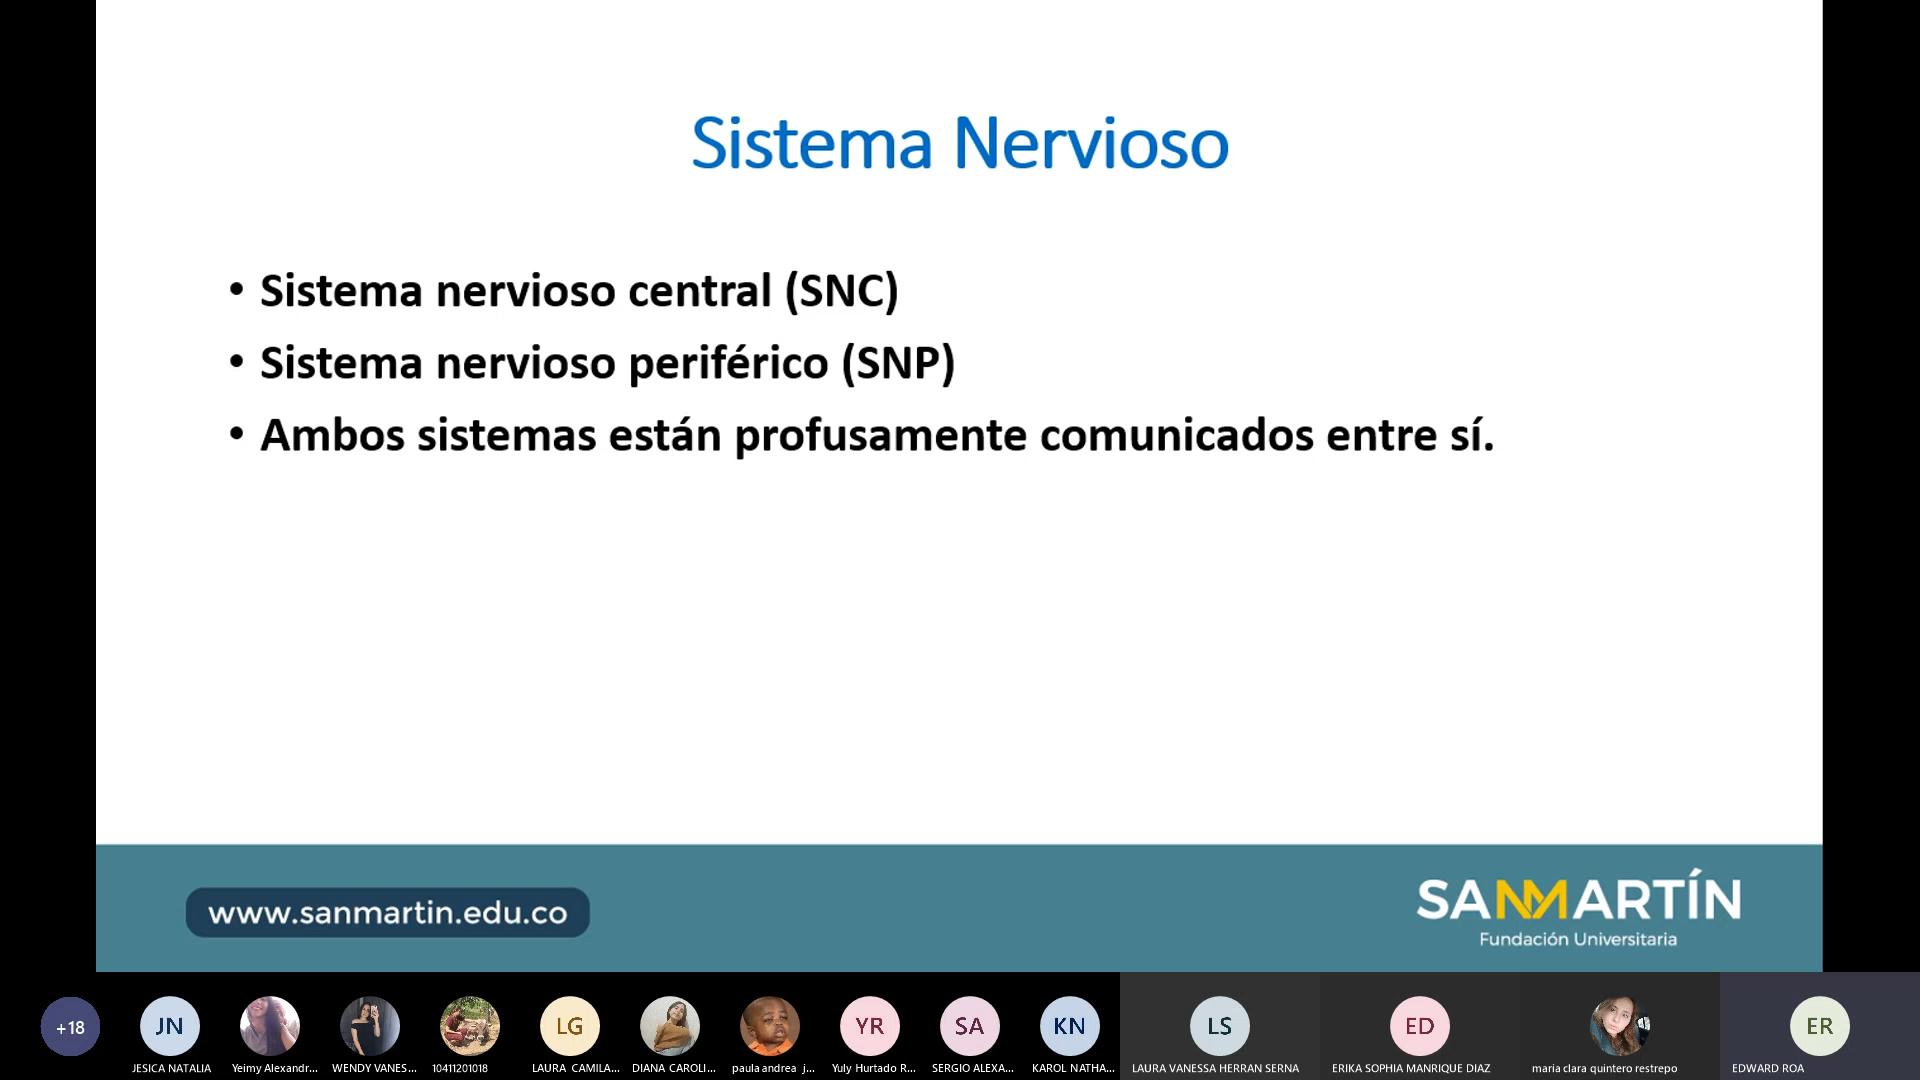 Sistema Nervioso
• Sistema nervioso central (SNC)
• Sistema nervioso periférico (SNP)
• Ambos sistemas están profusamente comunicados entre sí.
www.sanmartin.edu.co
SANMARTÍN
Fundación Universitaria
+18
JN
LG
YR
SA
KN
LS
ED
ER
JESICA NATALIA
Yeimy Alexandr...
WENDY VANES...
10411201018
LAURA CAMILA...
DIANA CAROLI...
paula andrea j...
Yuly Hurtado R...
SERGIO ALEXA...
KAROL NATHA...
LAURA VANESSA HERRAN SERNA
ERIKA SOPHIA MANRIQUE DIAZ
maria clara quintero restrepo
EDWARD ROA